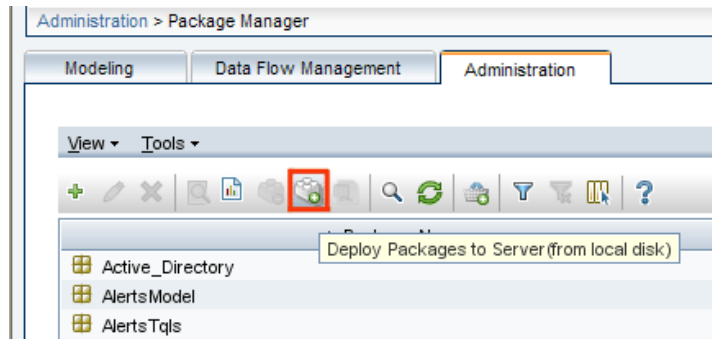 Administration > Package Manager
Modeling Data Flow Management Administration
View Tools
?
Deploy Packages to Server(from local disk)
Active_Directory
AlertsModel
AlertsTqls